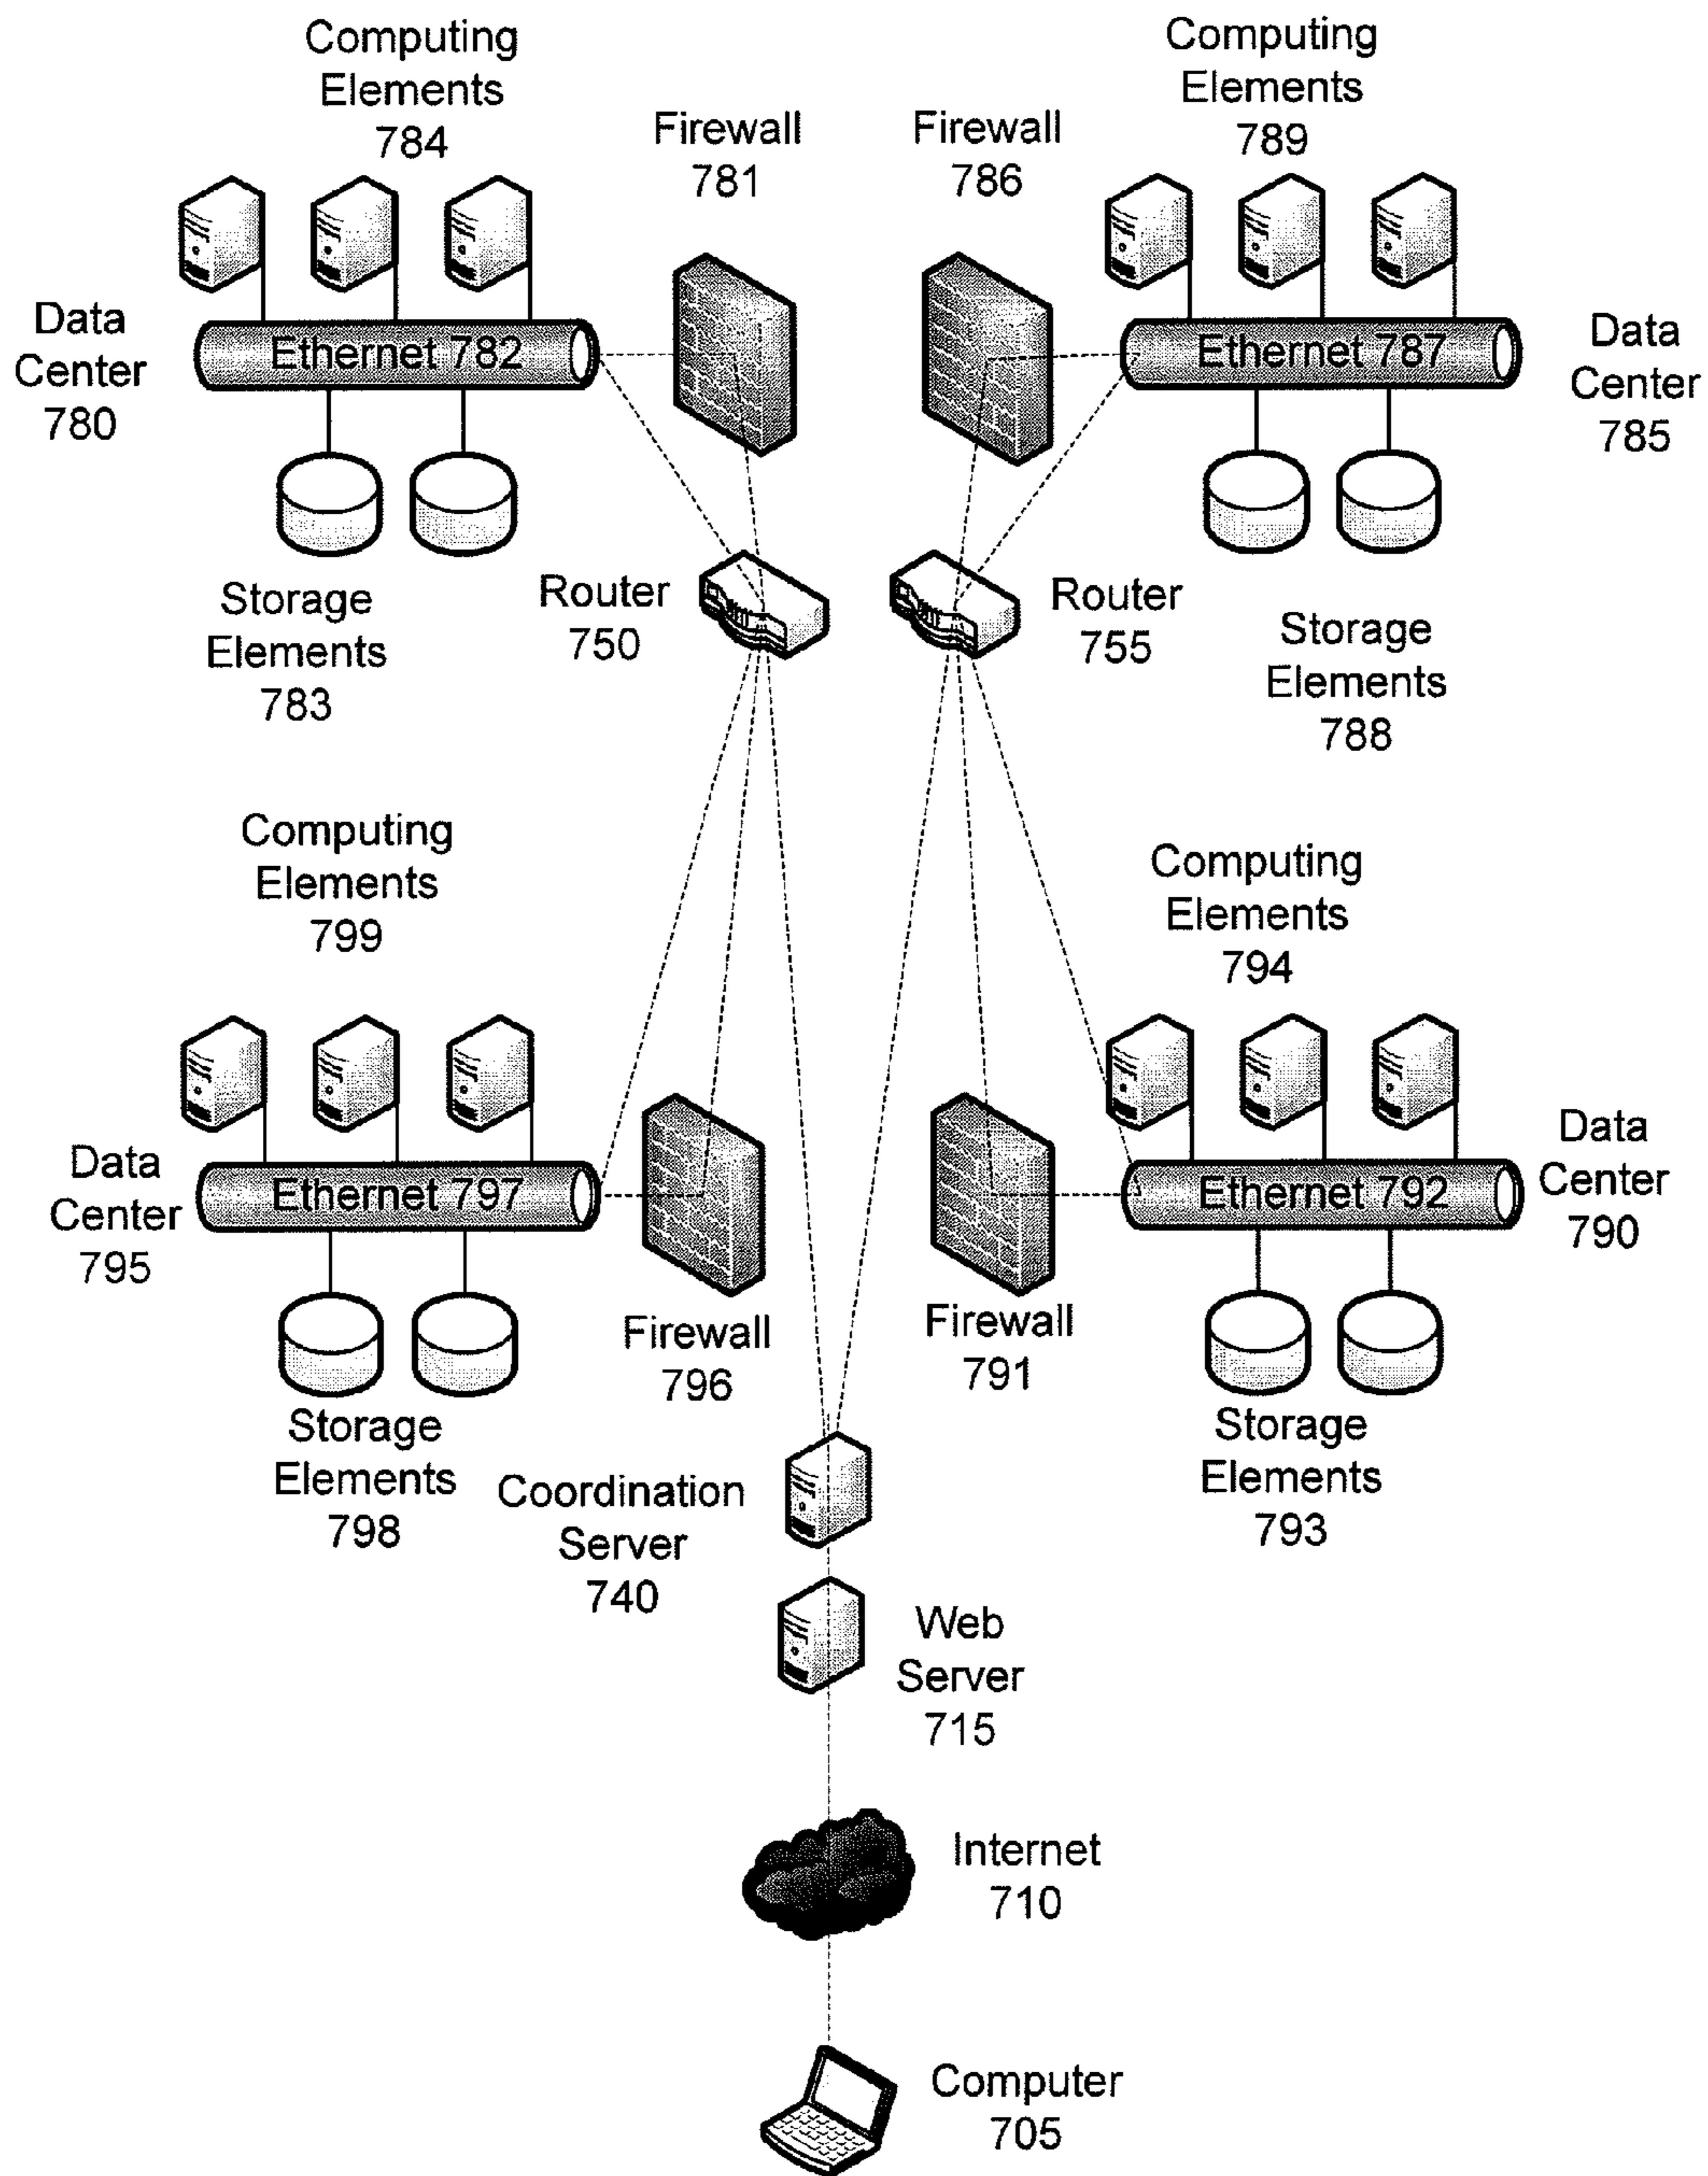 Computing
Elements
784
Firewall
781
Firewall
786
Computing
Elements
789
Data
Center
780
Ethernet 782
Ethernet 787
Data
Center
785
Storage
Elements
783
Router
750
Router
755
Storage
Elements
788
Computing
Elements
799
Computing
Elements
794
Data
Center
795
Ethernet 797
Ethernet 792
Data
Center
790
Firewall
796
Firewall
791
Storage
Elements
798
Storage
Elements
793
Coordination
Server
740
Web
Server
715
Internet
710
Computer
705